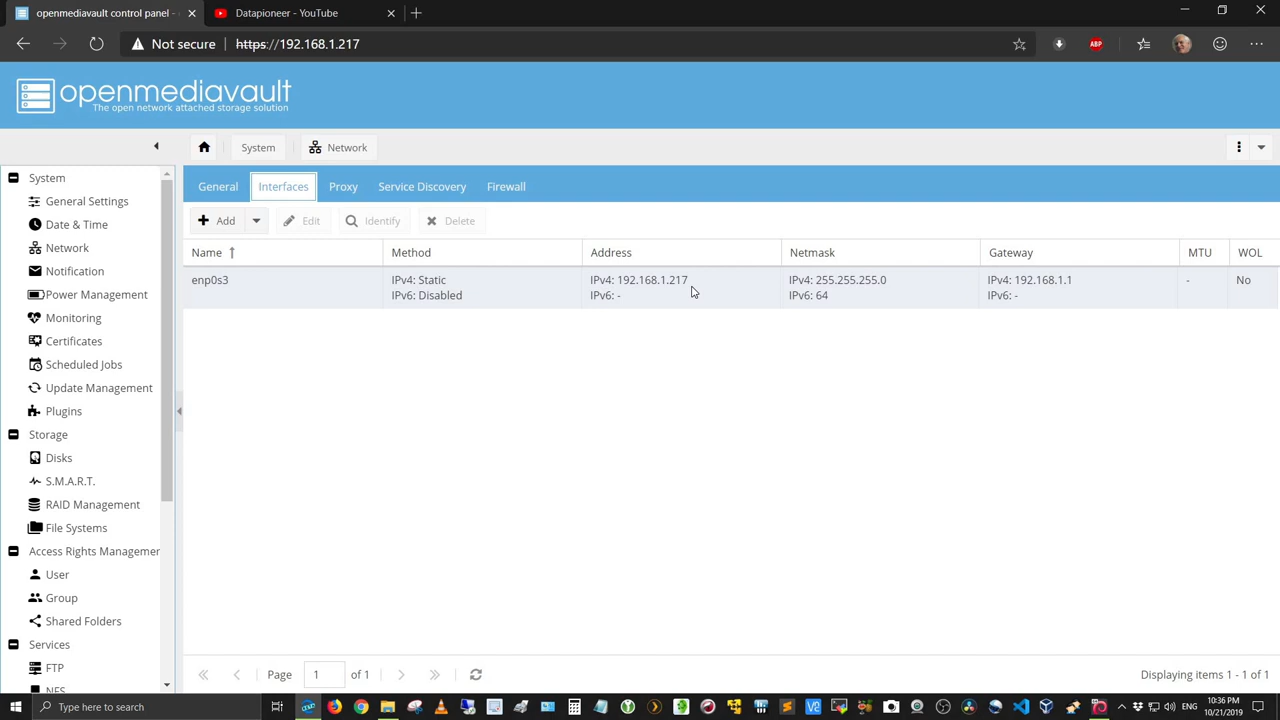 openmediavault control panel -
Datapioneer - YouTube
Not secure
https://192.168.1.217
ABP
openmediavault
The open network attached storage solution
System
Network
System
General Settings
Date & Time
Network
Notification
Power Management
Monitoring
Certificates
Scheduled Jobs
Update Management
Plugins
Storage
Disks
S.M.A.R.T.
RAID Management
File Systems
Access Rights Managemen
User
Group
Shared Folders
Services
FTP
NFS
General
Interfaces
Proxy
Service Discovery
Firewall
Add
Edit
Identify
Delete
Name
Method
Address
Netmask
Gateway
MTU
WOL
enp0s3
IPv4: Static
IPv6: Disabled
IPv4: 192.168.1.217
IPv6: -
IPv4: 255.255.255.0
IPv6: 64
IPv4: 192.168.1.1
IPv6: -
-
No
Page
1
of 1
Displaying items 1 - 1 of 1
Type here to search
ENG
10:36 PM
10/21/2019